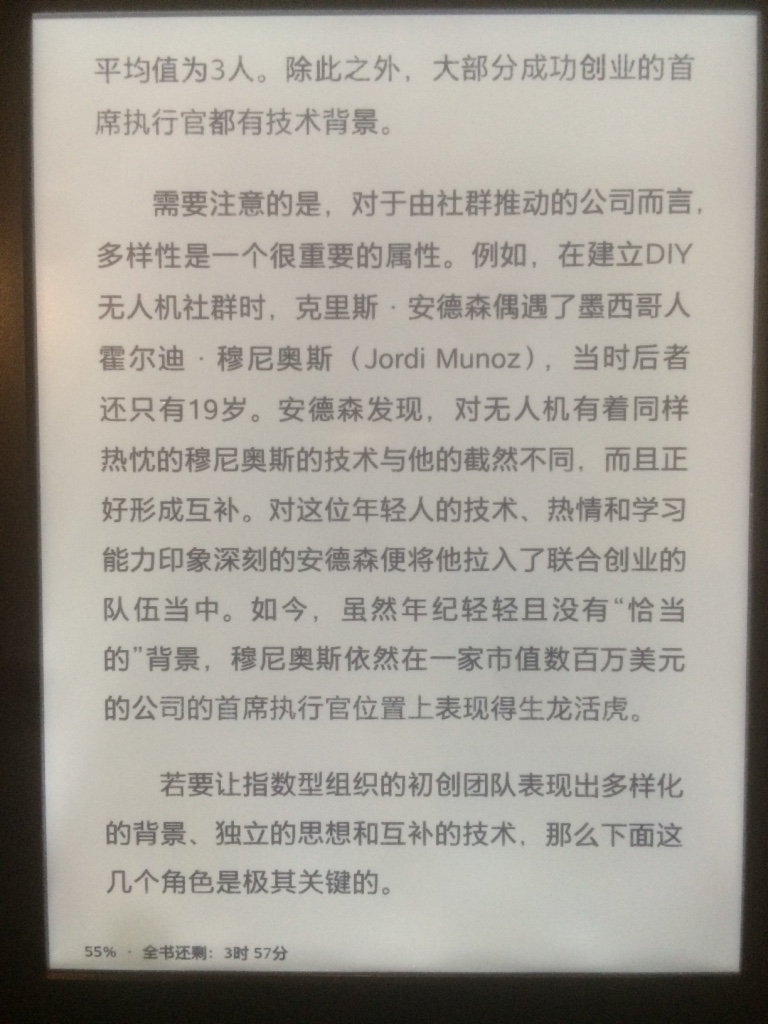 平均值为3人。除此之外，大部分成功创业的首
席执行官都有技术背景。
需要注意的是，对于由社群推动的公司而言，
多样性是一个很重要的属性。例如，在建立DIY
无人机社群时，克里斯·安德森偶遇了墨西哥人
霍尔迪·穆尼奥斯（Jordi Munoz），当时后者
还只有19岁。安德森发现，对无人机有着同样
热忱的穆尼奥斯的技术与他的截然不同，而且正
好形成互补。对这位年轻人的技术、热情和学习
能力印象深刻的安德森便将他拉入了联合创业的
队伍当中。如今，虽然年纪轻轻且没有“恰当
的”背景，穆尼奥斯依然在一家市值数百万美元
的公司的首席执行官位置上表现得生龙活虎。
若要让指数型组织的初创团队表现出多样化
的背景、独立的思想和互补的技术，那么下面这
几个角色是极其关键的。
55% · 全书还剩：3时 57分